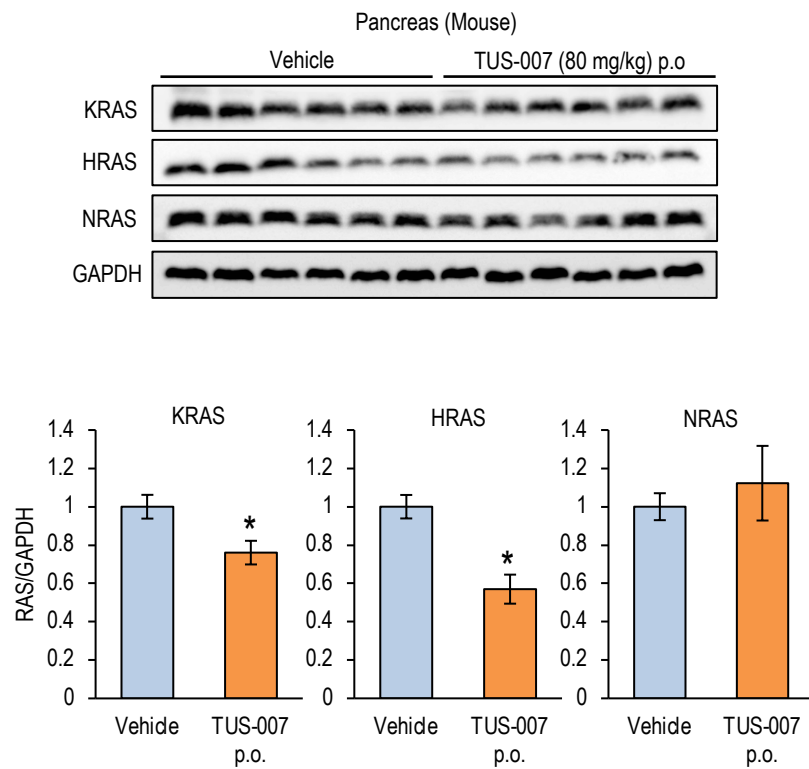 Pancreas (Mouse)
Vehicle TUS-007 (80 mg/kg) p.o
KRAS
HRAS
NRAS
GAPDH
KRAS HRAS NRAS
RAS/GAPDH
1.4 1.4 1.4
1.2 1.2 1.2
1 1 1
* 0.8 0.8 0.8
* 0.6 0.6 0.6
0.4 0.4 0.4
0.2 0.2 0.2
0 0 0
Vehide TUS-007 Vehicle TUS-007 Vehicle TUS-007
p.o. p.o. p.o.